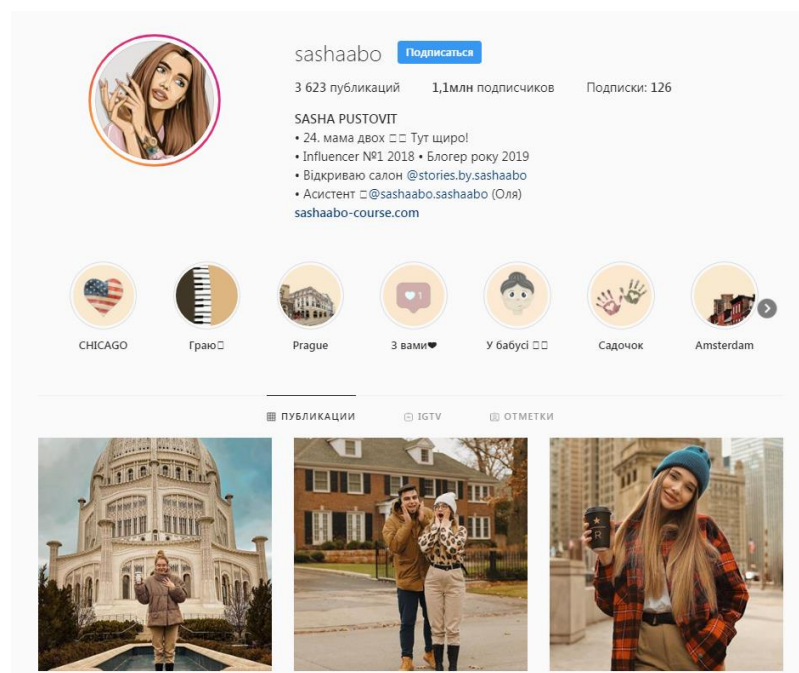 sashaabo Подписаться
3 623 публикаций 1,1млн подписчиков Подписки: 126
SASHA PUSTOVIT
• 24. мама двох □□ Тут щиро!
• Influencer №1 2018 • Блогер року 2019
• Відкриваю салон @stories.by.sashaabo
• Асистент □@sashaabo.sashaabo (Оля)
sashaabo-course.com
1
CHICAGO Граю□ Prague З вами❤ У бабусі □□ Садочок Amsterdam
ПУБЛИКАЦИИ IGTV ОТМЕТКИ
R